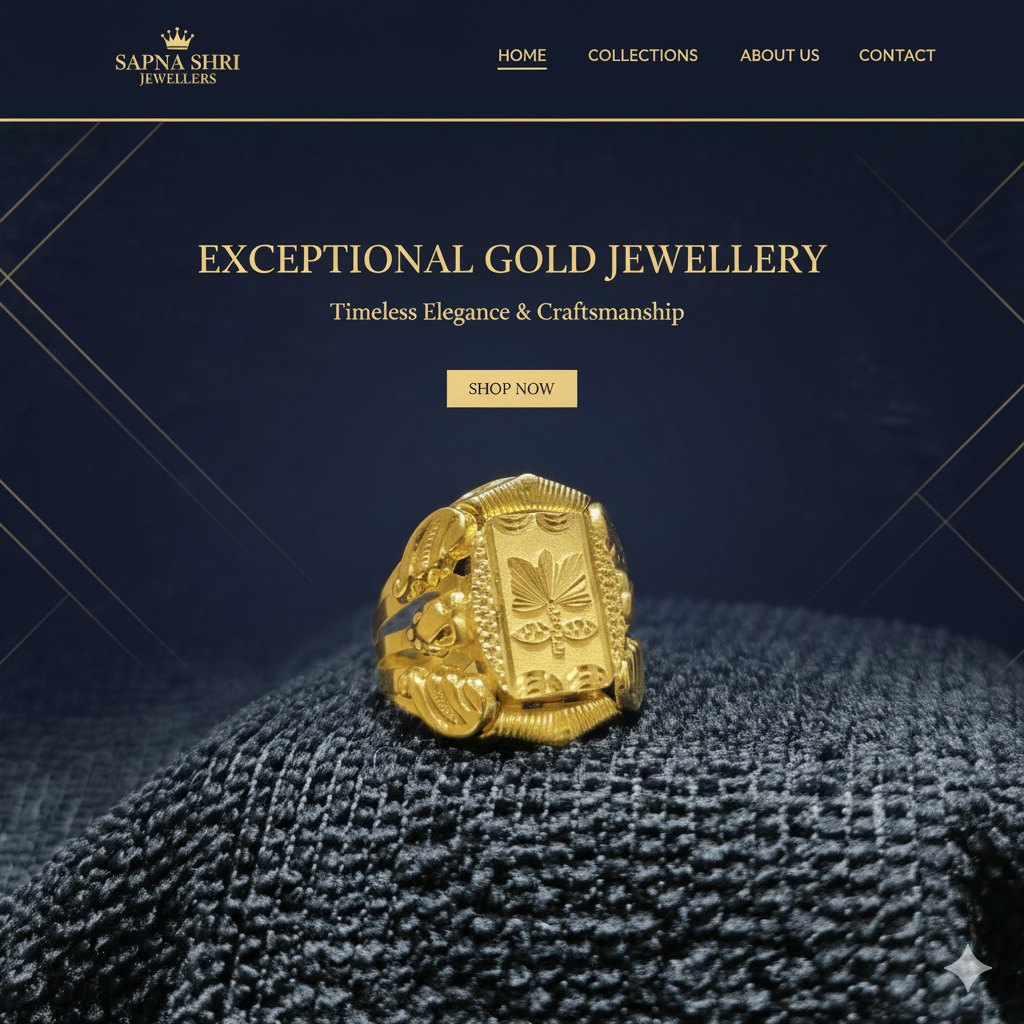 SAPNA SHRI
JEWELLERS
HOME COLLECTIONS ABOUT US CONTACT
EXCEPTIONAL GOLD JEWELLERY
Timeless Elegance & Craftsmanship
SHOP NOW